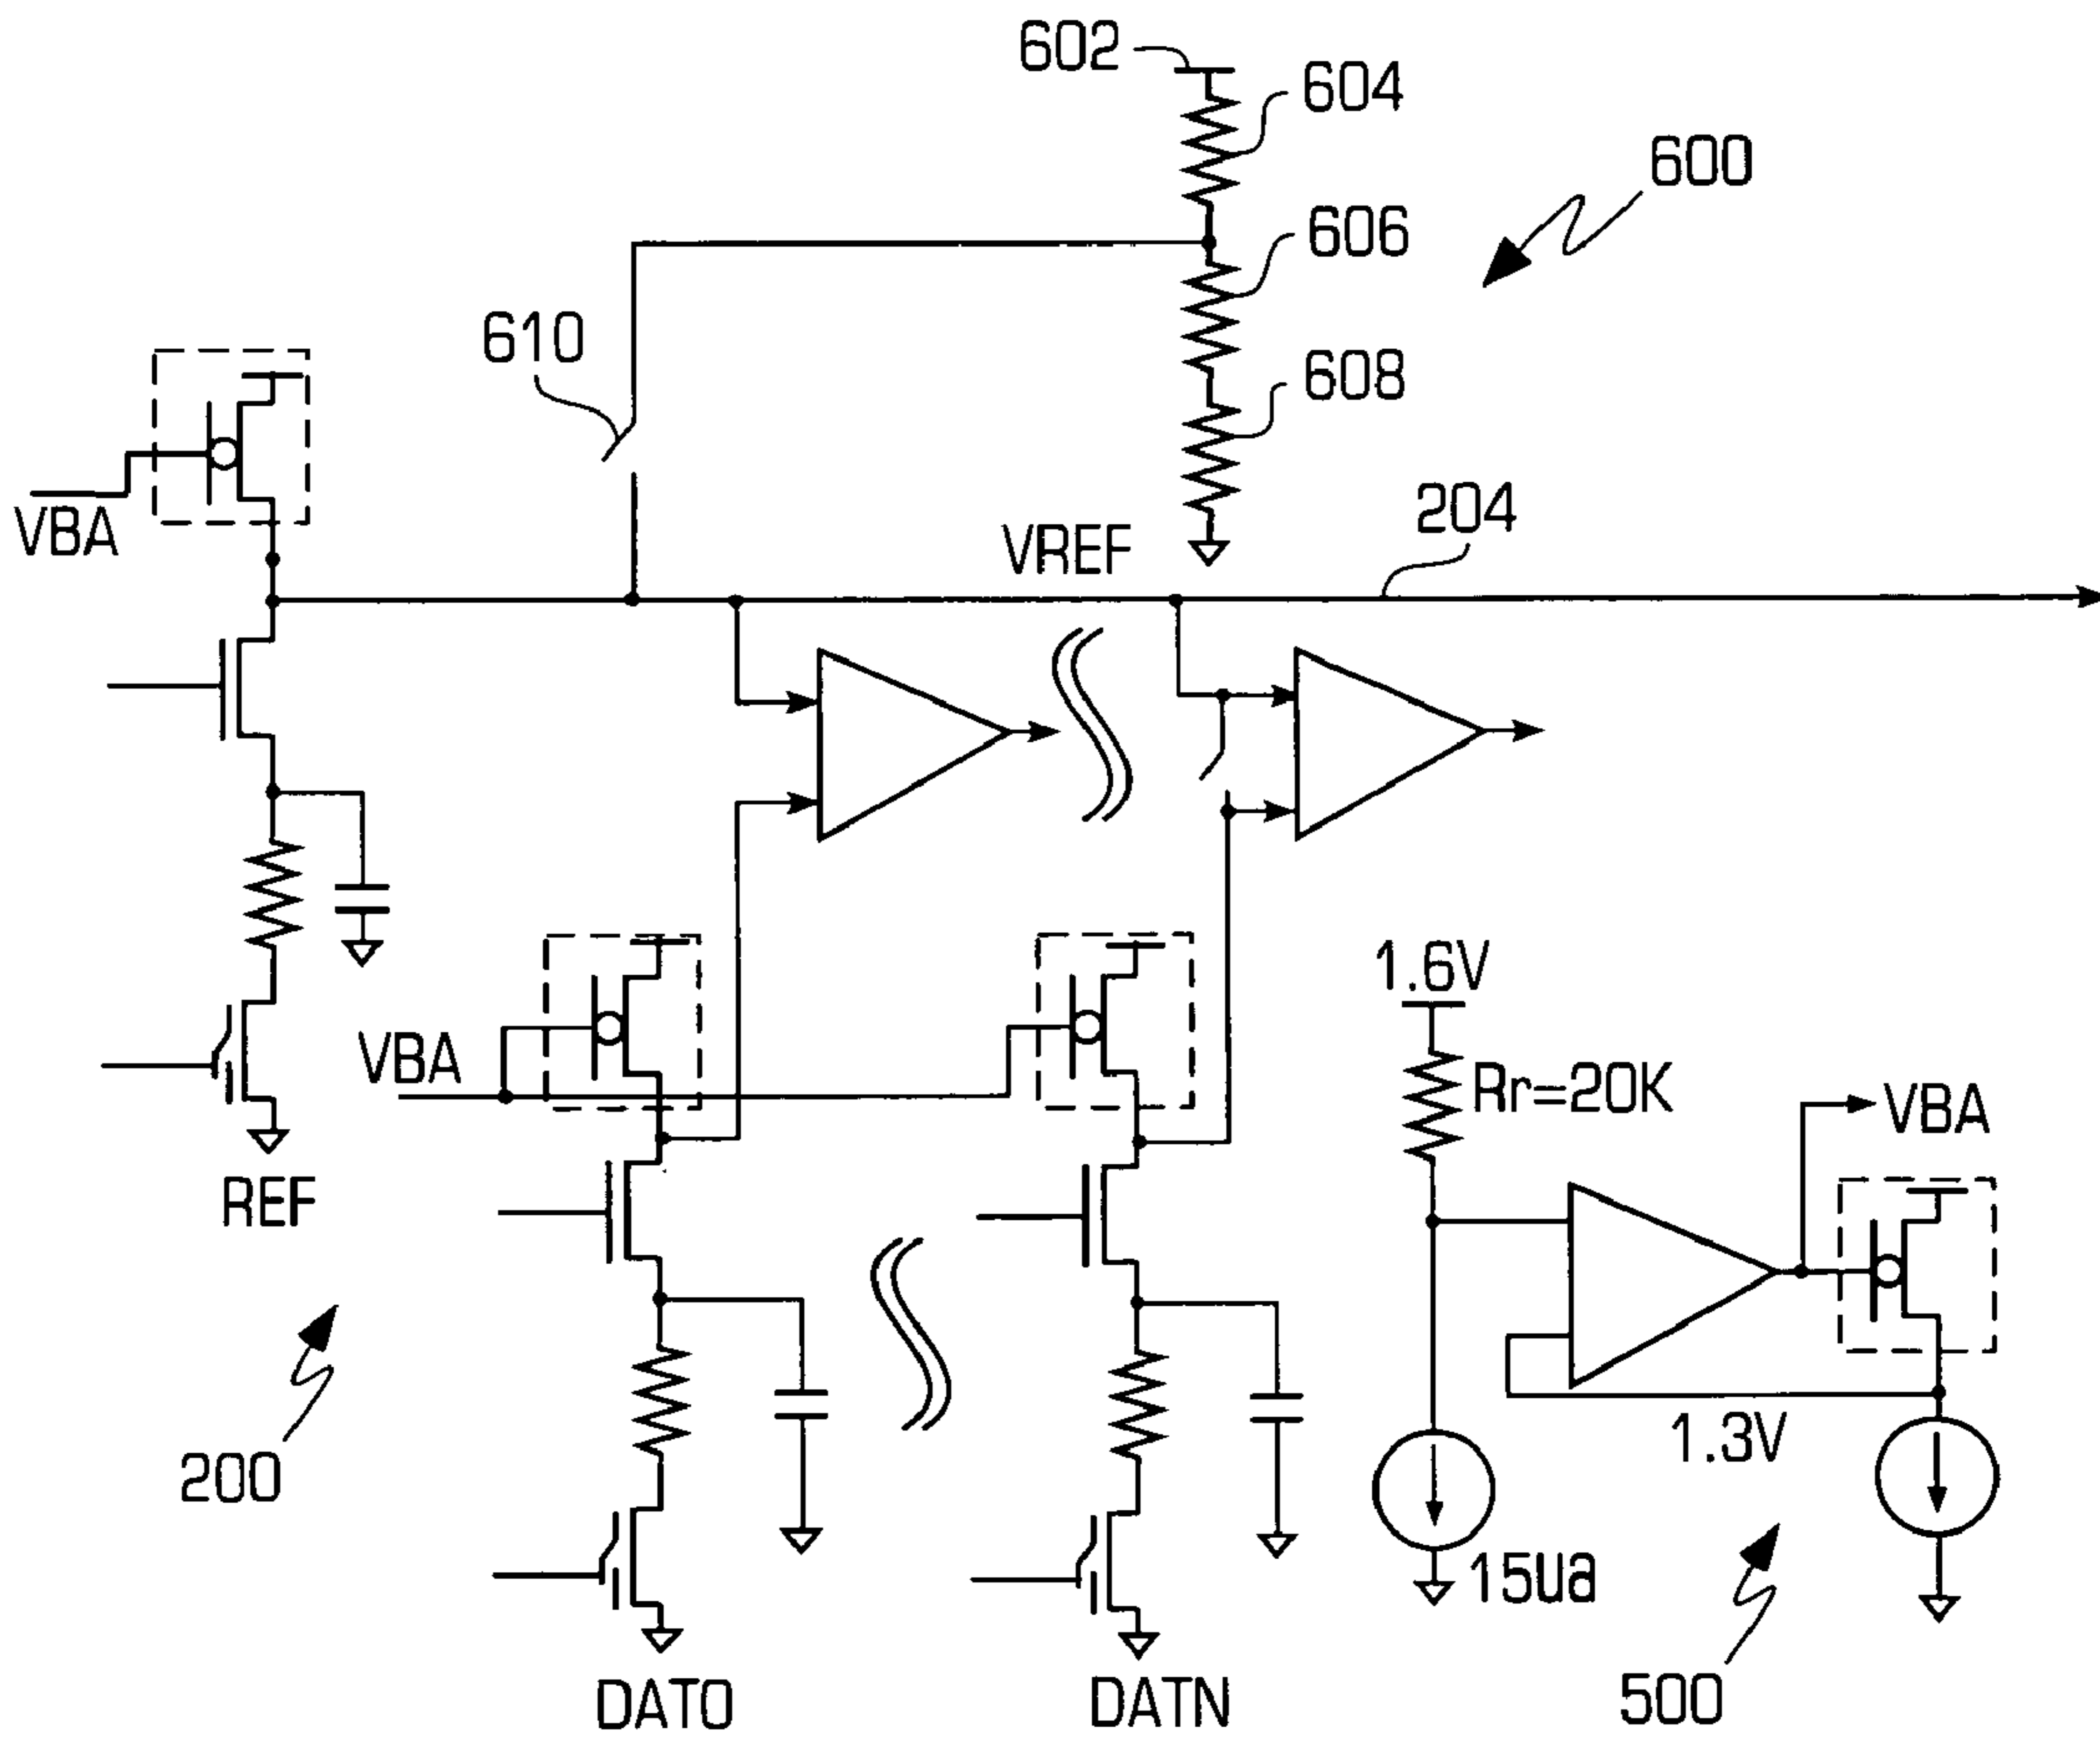 602
604
600
606
610
608
VBA
VREF
204
1.6V
VBA
Rr=20K
VBA
REF
1.3V
200
15Ua
500
DATO
DATN